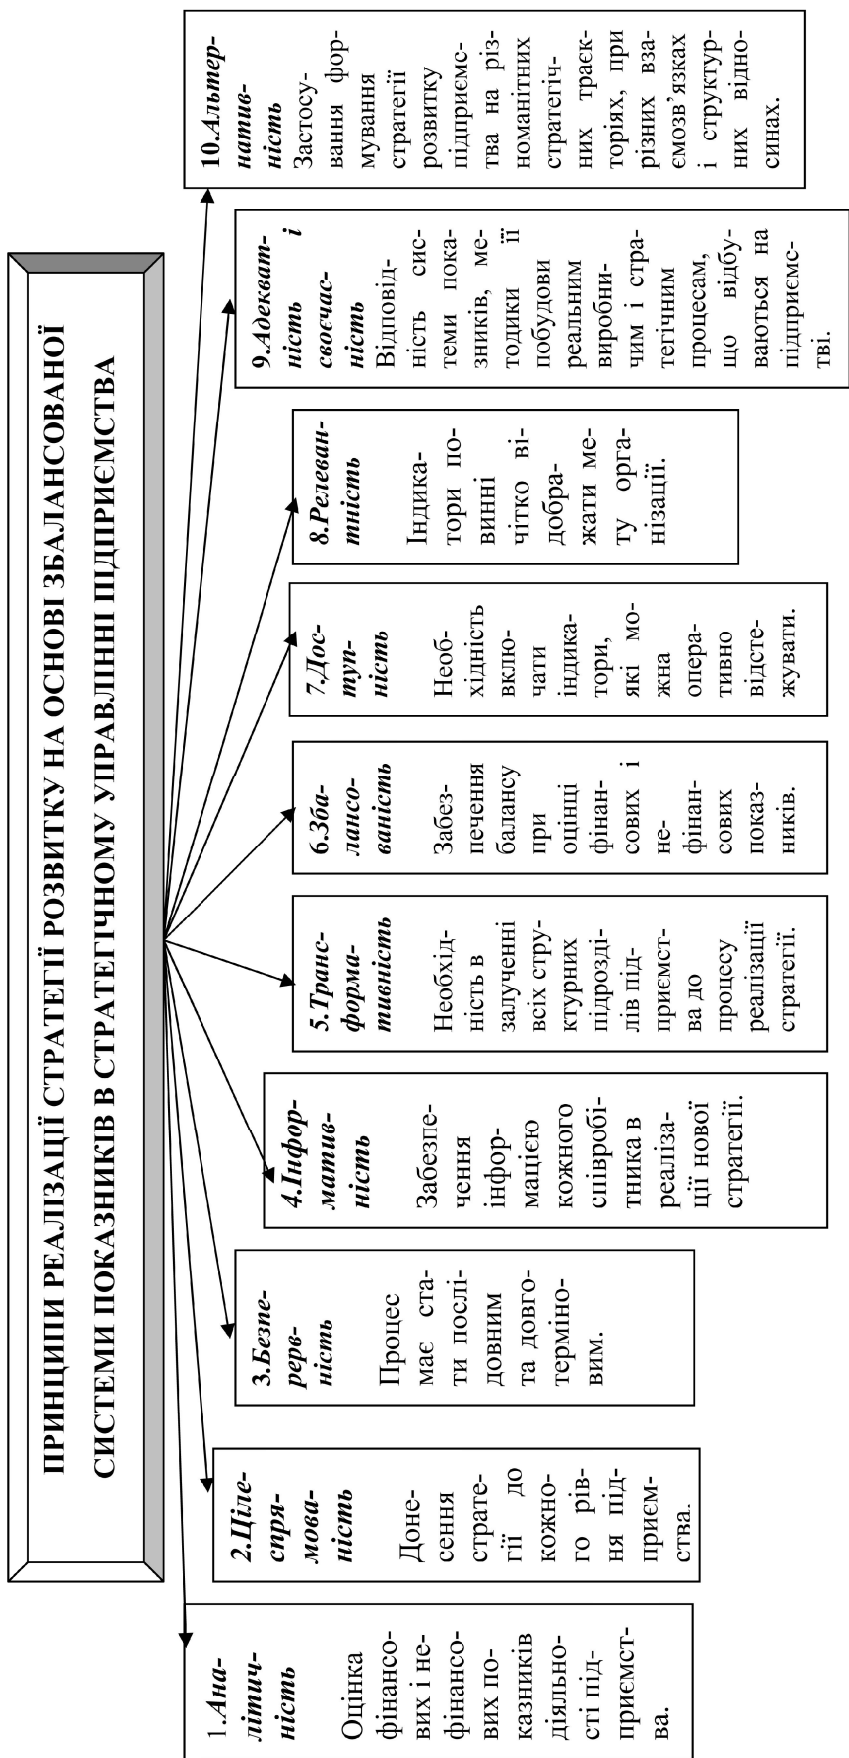 ПРИНЦИПИ РЕАЛІЗАЦІЇ СТРАТЕГІЇ РОЗВИТКУ НА ОСНОВІ ЗБАЛАНСОВАНОЇ
СИСТЕМИ ПОКАЗНИКІВ В СТРАТЕГІЧНОМУ УПРАВЛІННІ ПІДПРИЄМСТВА
1.Ана-
літич-
ність
Оцінка
фінансо-
вих і не-
фінансо-
вих по-
казників
діяльно-
сті під-
приємст-
ва.
2.Ціле-
спря-
мова-
ність
Доне-
сення
страте-
гії до
кожно-
го рів-
ня під-
приєм-
ства.
3.Безпе-
рерв-
ність
Процес
має ста-
ти послі-
довним
та довго-
терміно-
вим.
4.Інфор-
матив-
ність
Забезпе-
чення
інфор-
мацією
кожного
співробі-
тника в
реаліза-
ції нової
стратегії.
5.Транс-
форма-
тивність
Необхід-
ність в
залученні
всіх стру-
ктурних
підрозді-
лів під-
приємст-
ва до
процесу
реалізації
стратегії.
6.Зба-
лансо-
ваність
Забез-
печення
балансу
при
оцінці
фінан-
сових і
не-
фінан-
сових
показ-
ників.
7.Дос-
туп-
ність
Необ-
хідність
вклю-
чати
індика-
тори,
які мо-
жна
опера-
тивно
відсте-
жувати.
8.Релеван-
тність
Індика-
тори по-
винні
чітко ві-
добра-
жати ме-
ту орга-
нізації.
9.Адекват-
ність і
своєчас-
ність
Відповід-
ність сис-
теми пока-
зників, ме-
тодики її
побудови
реальним
виробни-
чим і стра-
тегічним
процесам,
що відбу-
ваються на
підприємс-
тві.
10.Альтер-
натив-
ність
Застосу-
вання фор-
мування
стратегії
розвитку
підприємс-
тва на різ-
номанітних
стратегіч-
них траєк-
торіях, при
різних вза-
ємозв’язках
і структур-
них відно-
синах.